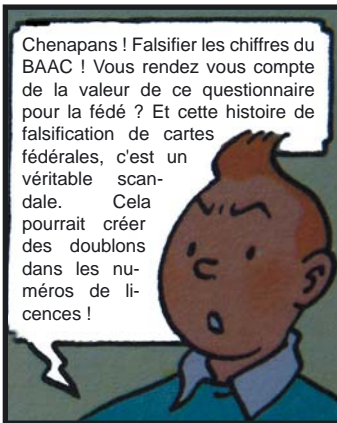 Chenapans ! Falsifier les chiffres du
BAAC ! Vous rendez vous compte
de la valeur de ce questionnaire
pour la fédé ? Et cette histoire de
falsification de cartes
fédérales, c'est un
véritable scan-
dale. Cela
pourrait créer
des doublons
dans les nu-
méros de li-
cences !